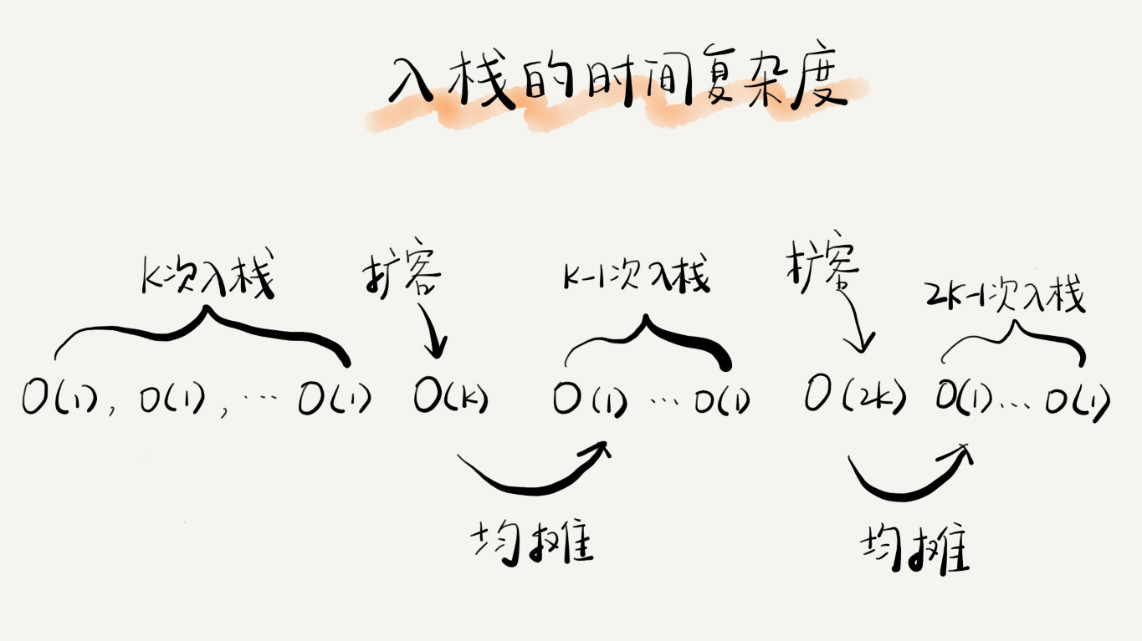 入栈的时间复杂度
K次入栈 扩容 K-1次入栈 扩容 2K-1次入栈
O(1), O(1), ... O(1) O(K) O(1) ... O(1) O(2K) O(1) ... O(1)
均摊 均摊